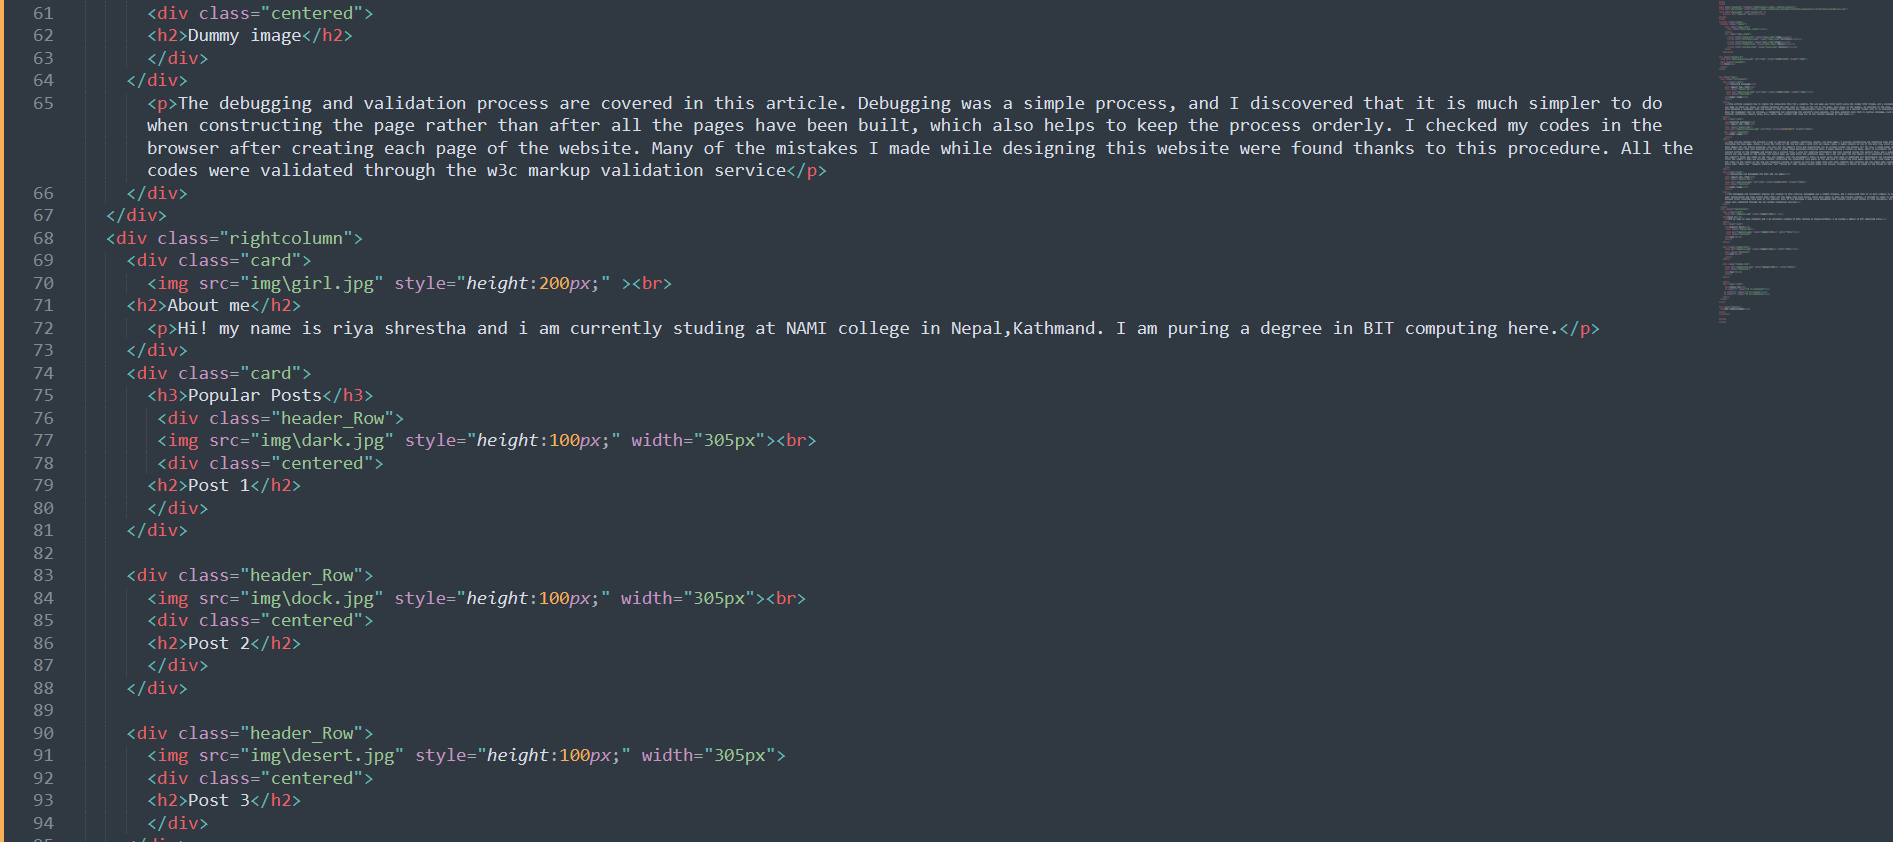 61 <div class="centered">
62 <h2>Dummy image</h2>
63 </div>
64 </div>
65 <p>The debugging and validation process are covered in this article. Debugging was a simple process, and I discovered that it is much simpler to do
when constructing the page rather than after all the pages have been built, which also helps to keep the process orderly. I checked my codes in the
browser after creating each page of the website. Many of the mistakes I made while designing this website were found thanks to this procedure. All the
codes were validated through the w3c markup validation service</p>
66 </div>
67 </div>
68 <div class="rightcolumn">
69 <div class="card">
70 <img src="img\girl.jpg" style="height:200px;" ><br>
71 <h2>About me</h2>
72 <p>Hi! my name is riya shrestha and i am currently studing at NAMI college in Nepal,Kathmand. I am puring a degree in BIT computing here.</p>
73 </div>
74 <div class="card">
75 <h3>Popular Posts</h3>
76 <div class="header_Row">
77 <img src="img\dark.jpg" style="height:100px;" width="305px"><br>
78 <div class="centered">
79 <h2>Post 1</h2>
80 </div>
81 </div>
82
83 <div class="header_Row">
84 <img src="img\dock.jpg" style="height:100px;" width="305px"><br>
85 <div class="centered">
86 <h2>Post 2</h2>
87 </div>
88 </div>
89
90 <div class="header_Row">
91 <img src="img\desert.jpg" style="height:100px;" width="305px">
92 <div class="centered">
93 <h2>Post 3</h2>
94 </div>